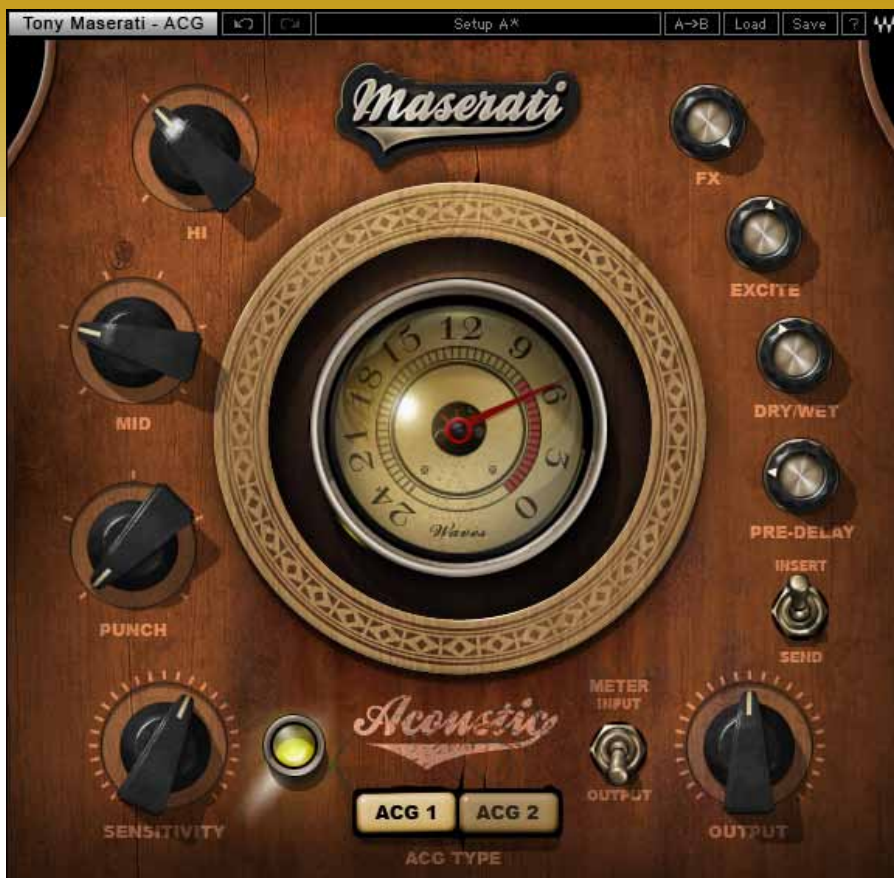 Tony Maserati - ACG
Setup A*
A->B
Load
Save
?
Maserati
HI
FX
EXCITE
MID
DRY/WET
PUNCH
PRE-DELAY
24
21
18
15
12
9
6
3
0
Waves
INSERT
SEND
SENSITIVITY
Acoustic
METER
INPUT
OUTPUT
OUTPUT
ACG 1
ACG 2
ACG TYPE